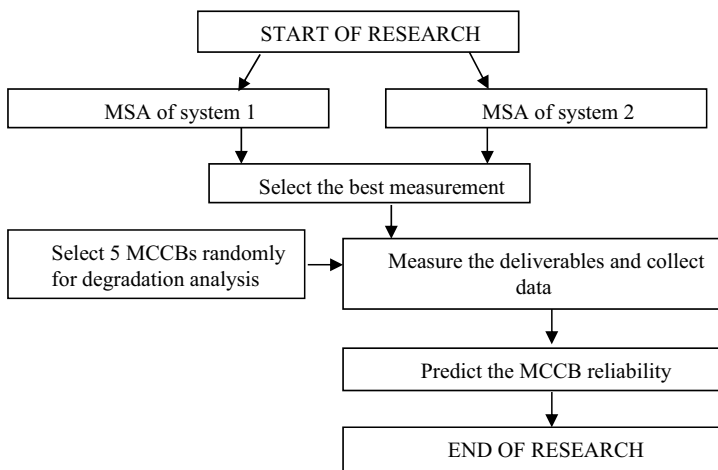 START OF RESEARCH
MSA of system 1
MSA of system 2
Select the best measurement
Select 5 MCCBs randomly
for degradation analysis
Measure the deliverables and collect
data
Predict the MCCB reliability
END OF RESEARCH